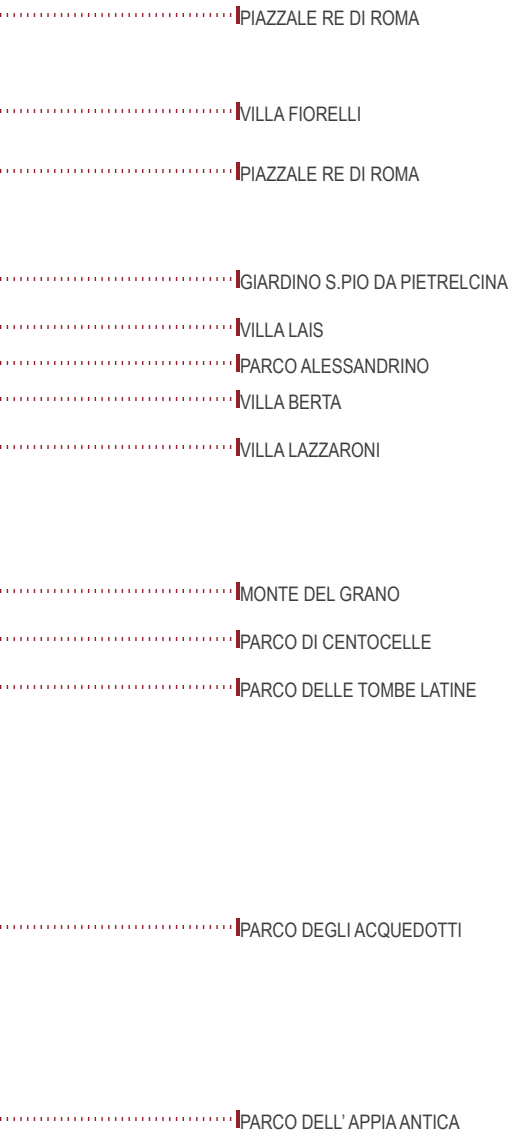 PIAZZALE RE DI ROMA
VILLA FIORELLI
PIAZZALE RE DI ROMA
GIARDINO S.PIO DA PIETRELCINA
VILLA LAIS
PARCO ALESSANDRINO
VILLA BERTA
VILLA LAZZARONI
MONTE DEL GRANO
PARCO DI CENTOCELLE
PARCO DELLE TOMBE LATINE
PARCO DEGLI ACQUEDOTTI
PARCO DELL' APPIA ANTICA